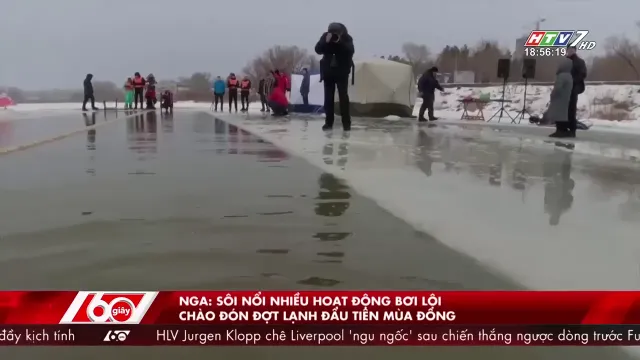 HTV7 HD
18:56:19
NGA: SÔI NỔI NHIỀU HOẠT ĐỘNG BƠI LỘI
CHÀO ĐÓN ĐỢT LẠNH ĐẦU TIÊN MÙA ĐÔNG
60 giây
đầy kịch tính 60 HLV Jurgen Klopp chê Liverpool 'ngu ngốc' sau chiến thắng ngược dòng trước Fu